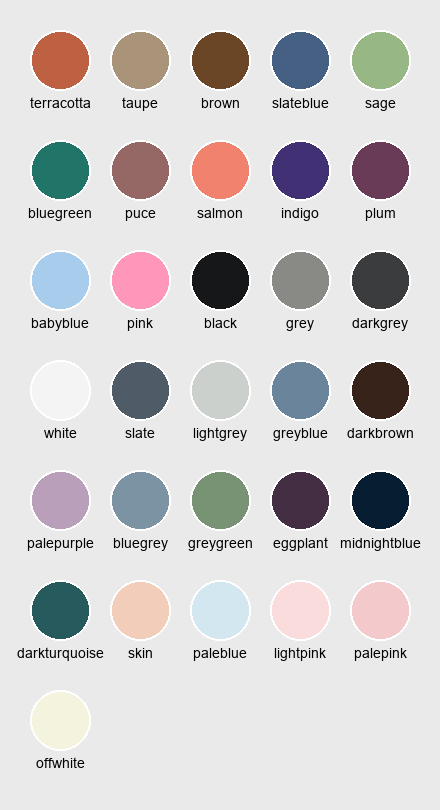 terracotta taupe brown slateblue sage
bluegreen puce salmon indigo plum
babyblue pink black grey darkgrey
white slate lightgrey greyblue darkbrown
palepurple bluegrey greygreen eggplant midnightblue
darkturquoise skin paleblue lightpink palepink
offwhite